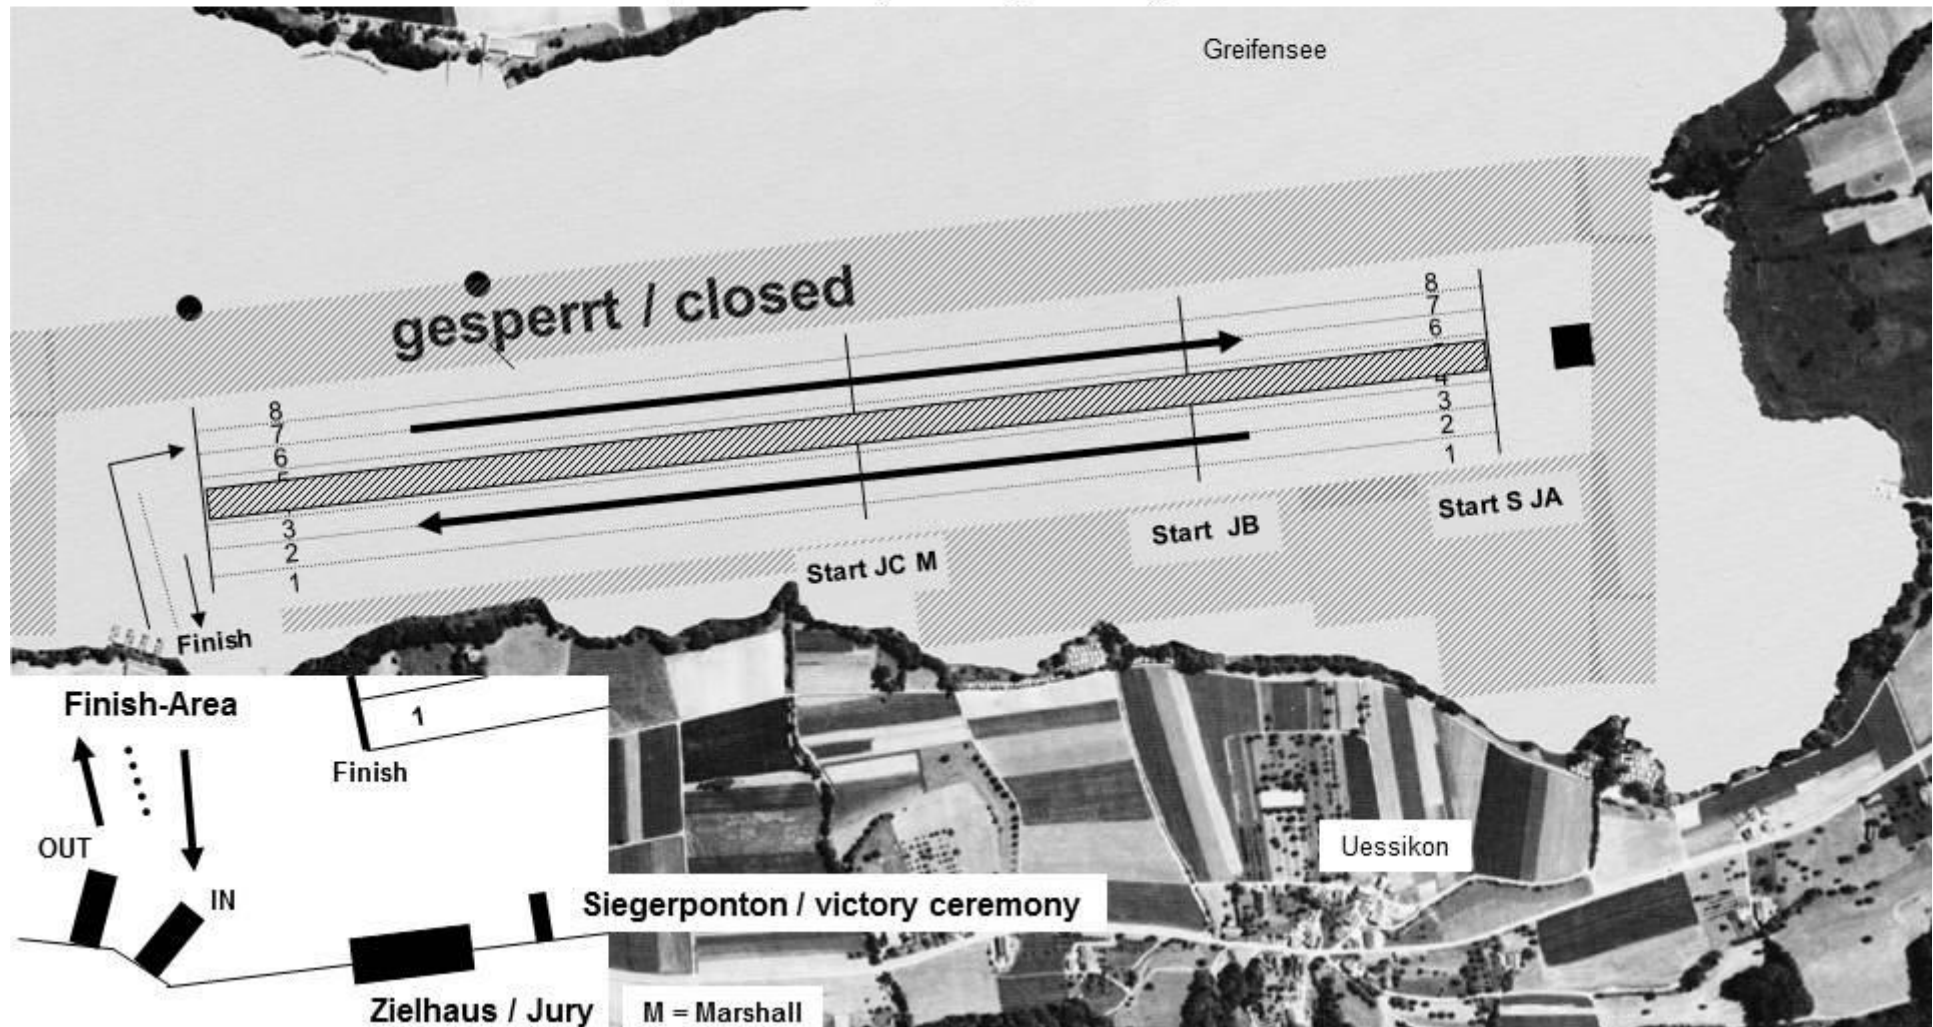 Greifensee
gesperrt / closed
8
7
6
4
3
2
1
8
7
6
5
3
2
1
Start S JA
Start JB
Start JC M
Finish
Finish-Area
1
Finish
OUT
IN
Siegerponton / victory ceremony
Uessikon
Zielhaus / Jury
M = Marshall